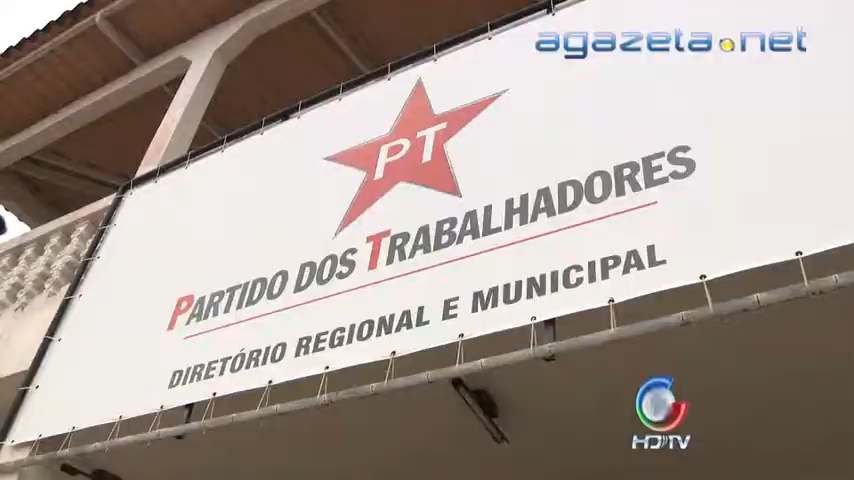 agazeta.net
PT
PARTIDO DOS TRABALHADORES
DIRETÓRIO REGIONAL E MUNICIPAL
HDTV